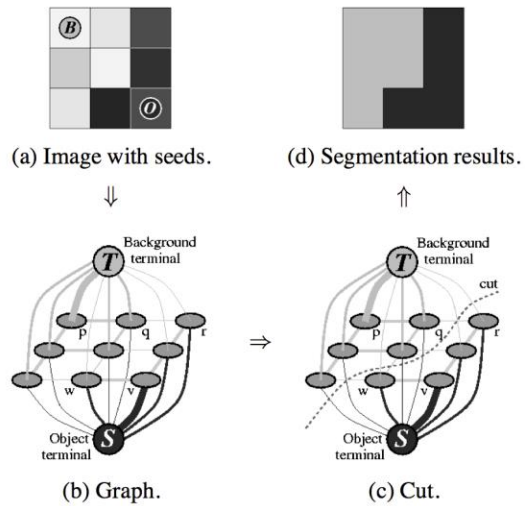 B
O
(a) Image with seeds.
(d) Segmentation results.
⇓
⇑
Background
terminal
T
p
q
r
w
v
Object
terminal
S
(b) Graph.
⇒
Background
terminal
T
cut
p
q
r
w
v
Object
terminal
S
(c) Cut.